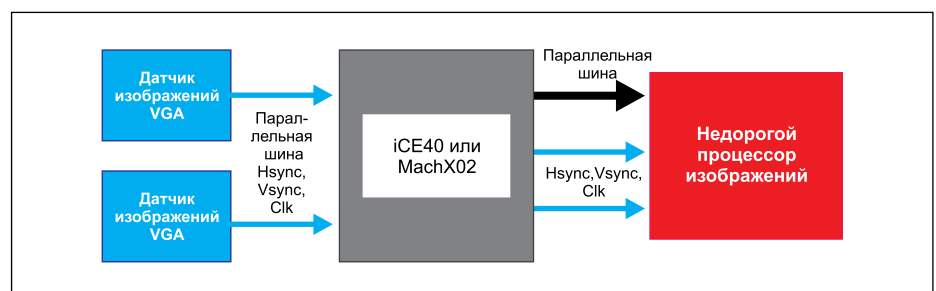 Датчик
изображений
VGA
Датчик
изображений
VGA
Парал-
лельная
шина
Hsync,
Vsync,
Clk
iCE40 или
MachX02
Параллельная
шина
Hsync,Vsync,
Clk
Недорогой
процессор
изображений